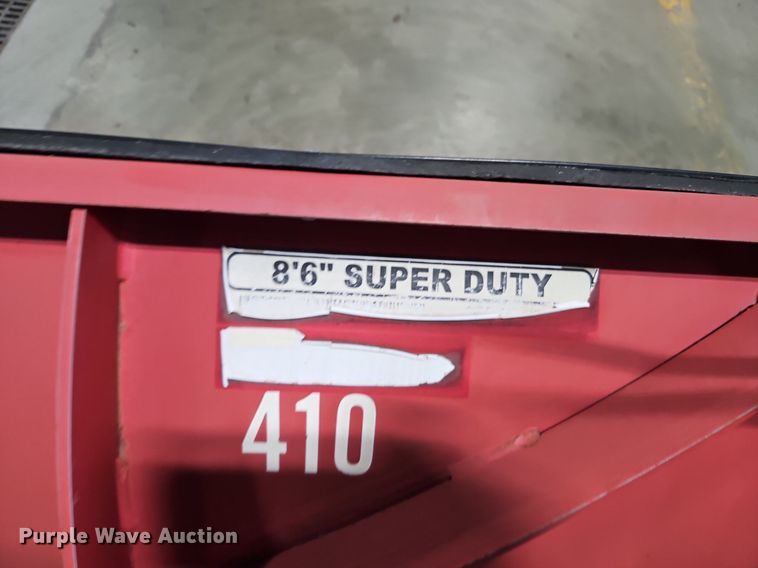 8'6" SUPER DUTY
410
Purple Wave Auction